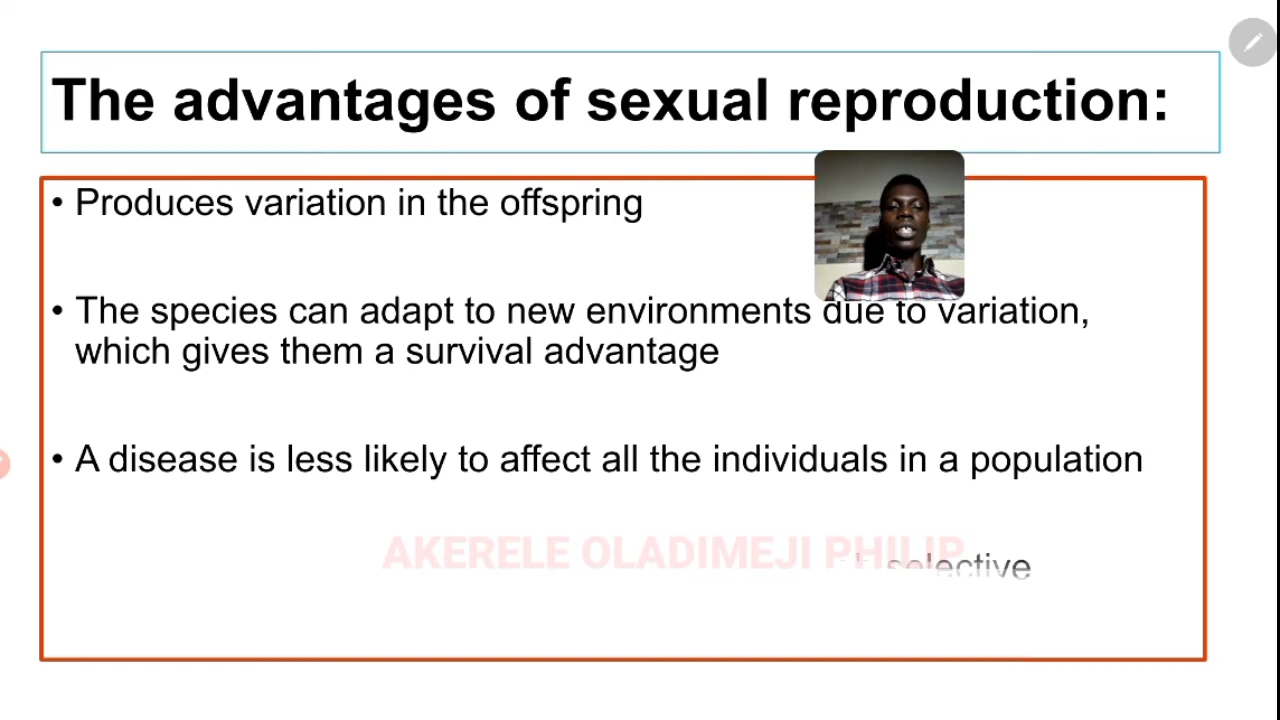 The advantages of sexual reproduction:
• Produces variation in the offspring
• The species can adapt to new environments due to variation,
which gives them a survival advantage
• A disease is less likely to affect all the individuals in a population
AKERELE OLADIMEJI PHILIP
selective